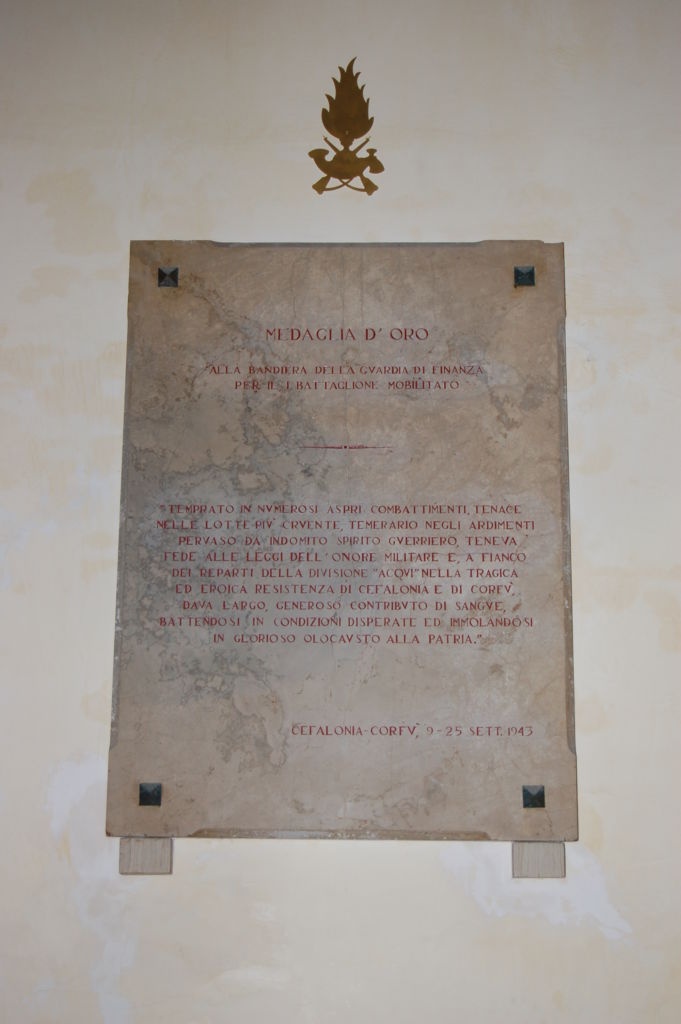 MEDAGLIA D' ORO
ALLA BANDIERA DELLA GVARDIA DI FINANZA
PER IL I BATTAGLIONE MOBILITATO
"TEMPRATO IN NVMEROSI ASPRI COMBATTIMENTI, TENACE
NELLE LOTTE PIV' CRVENTE, TEMERARIO NEGLI ARDIMENTI
PERVASO DA INDOMITO SPIRITO GVERRIERO, TENEVA
FEDE ALLE LEGGI DELL'ONORE MILITARE E, A FIANCO
DEI REPARTI DELLA DIVISIONE "ACQVI" NELLA TRAGICA
ED EROICA RESISTENZA DI CEFALONIA E DI CORFV',
DAVA LARGO, GENEROSO CONTRIBVTO DI SANGVE,
BATTENDOSI IN CONDIZIONI DISPERATE ED IMMOLANDOSI
IN GLORIOSO OLOCAVSTO ALLA PATRIA."
CEFALONIA-CORFV', 9-25 SETT. 1943